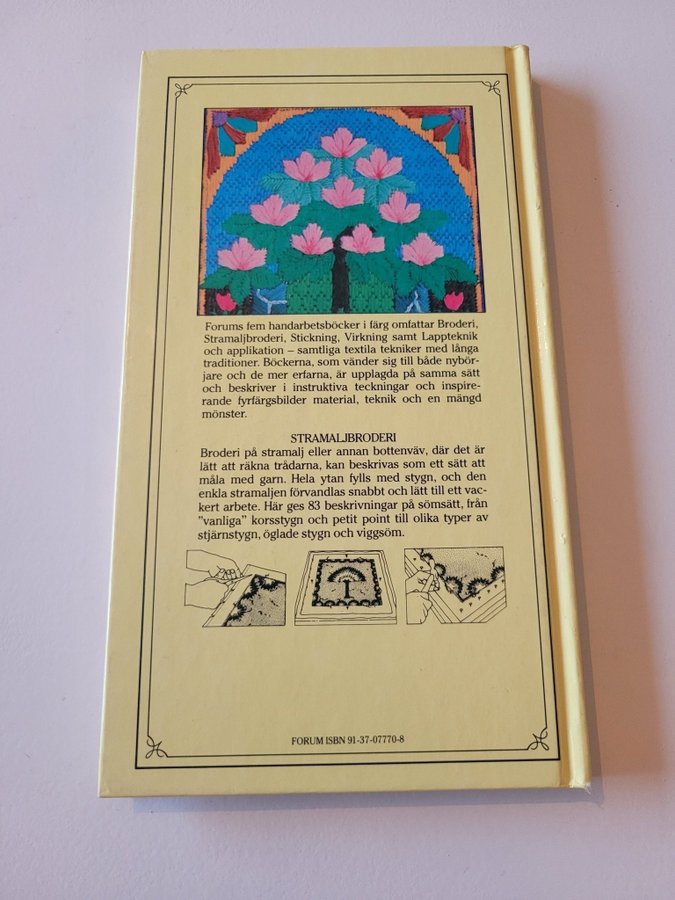 Forums fem handarbetsböcker i färg omfattar Broderi,
Stramaljbroderi, Stickning, Virkning samt Lappteknik
och applikation – samtliga textila tekniker med långa
traditioner. Böckerna, som vänder sig till både nybör-
jare och de mer erfarna, är upplagda på samma sätt
och beskriver i instruktiva teckningar och inspire-
rande fyrfärgsbilder material, teknik och en mängd
mönster.
STRAMALJBRODERI
Broderi på stramalj eller annan bottenväv, där det är
lätt att räkna trådarna, kan beskrivas som ett sätt att
måla med garn. Hela ytan fylls med stygn, och den
enkla stramaljen förvandlas snabbt och lätt till ett vac-
kert arbete. Här ges 83 beskrivningar på sömsätt, från
”vanliga” korsstygn och petit point till olika typer av
stjärnstygn, öglade stygn och viggsöm.
FORUM ISBN 91-37-07770-8